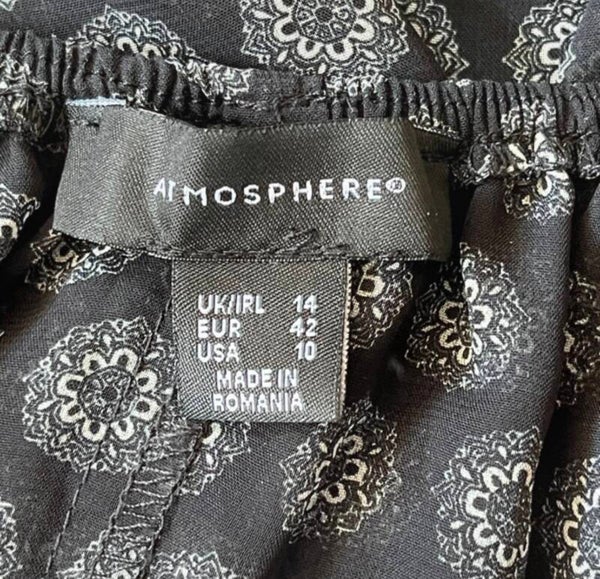 ATMOSPHERE®
UK/IRL 14
EUR 42
USA 10
MADE IN
ROMANIA